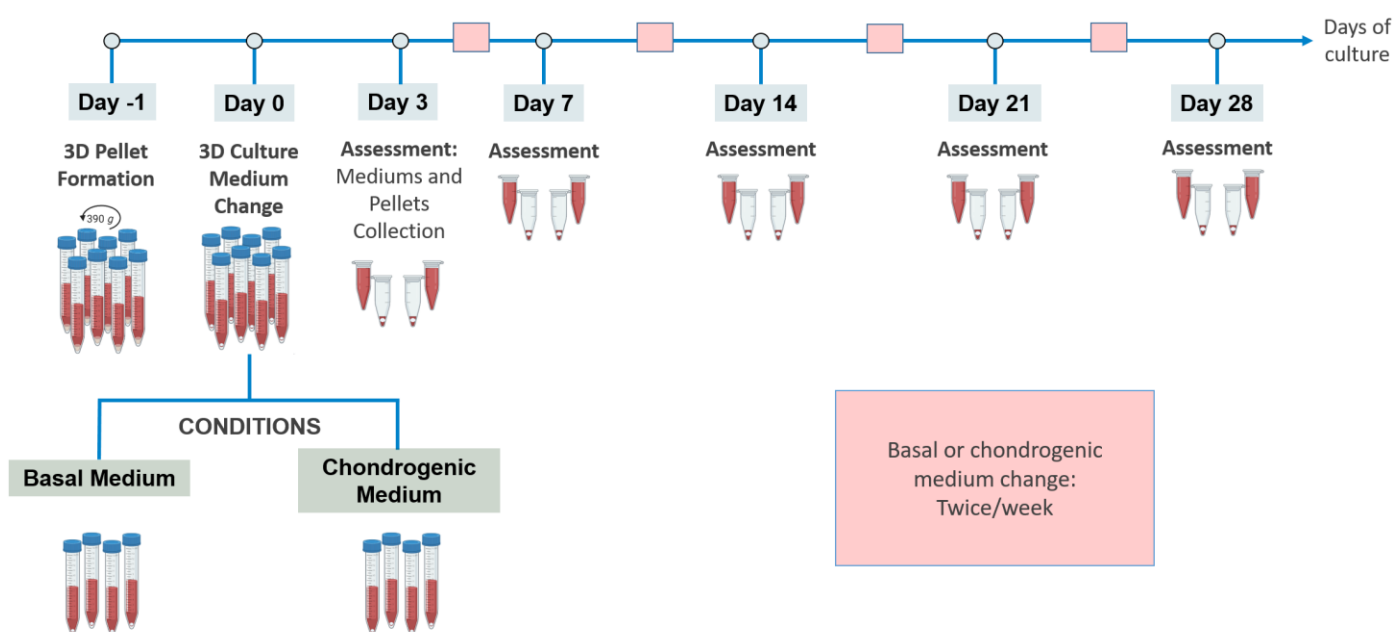 Days of
culture
Day -1
Day 0
Day 3
Day 7
Day 14
Day 21
Day 28
3D Pellet
Formation
3D Culture
Medium
Change
Assessment:
Mediums and
Pellets
Collection
Assessment
Assessment
Assessment
Assessment
390 g
CONDITIONS
Basal Medium
Chondrogenic
Medium
Basal or chondrogenic
medium change:
Twice/week